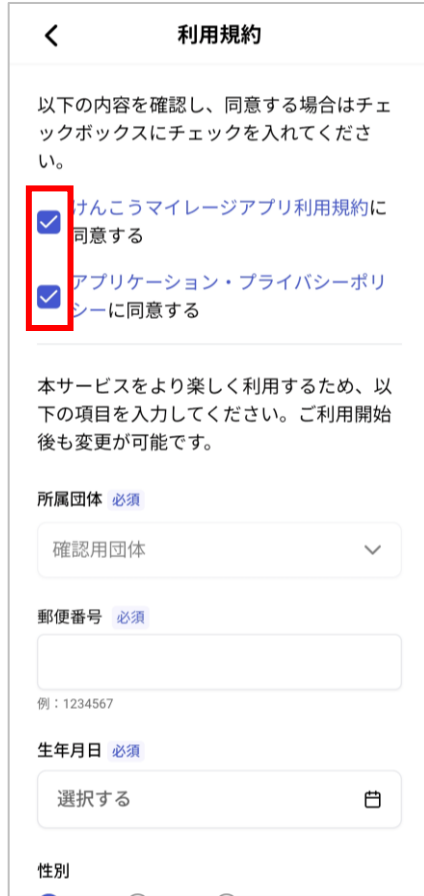 利用規約
以下の内容を確認し、同意する場合はチェ
ックボックスにチェックを入れてくださ
い。
けんこうマイレージアプリ利用規約に
同意する
アプリケーション・プライバシーポリ
シーに同意する
本サービスをより楽しく利用するため、以
下の項目を入力してください。ご利用開始
後も変更が可能です。
所属団体 必須
確認用団体
郵便番号 必須
例：1234567
生年月日 必須
選択する
性別